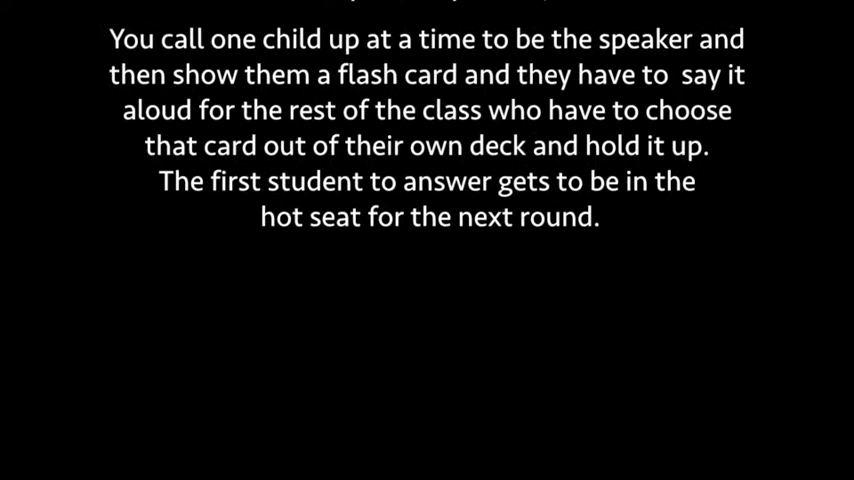 You call one child up at a time to be the speaker and
then show them a flash card and they have to say it
aloud for the rest of the class who have to choose
that card out of their own deck and hold it up.
The first student to answer gets to be in the
hot seat for the next round.